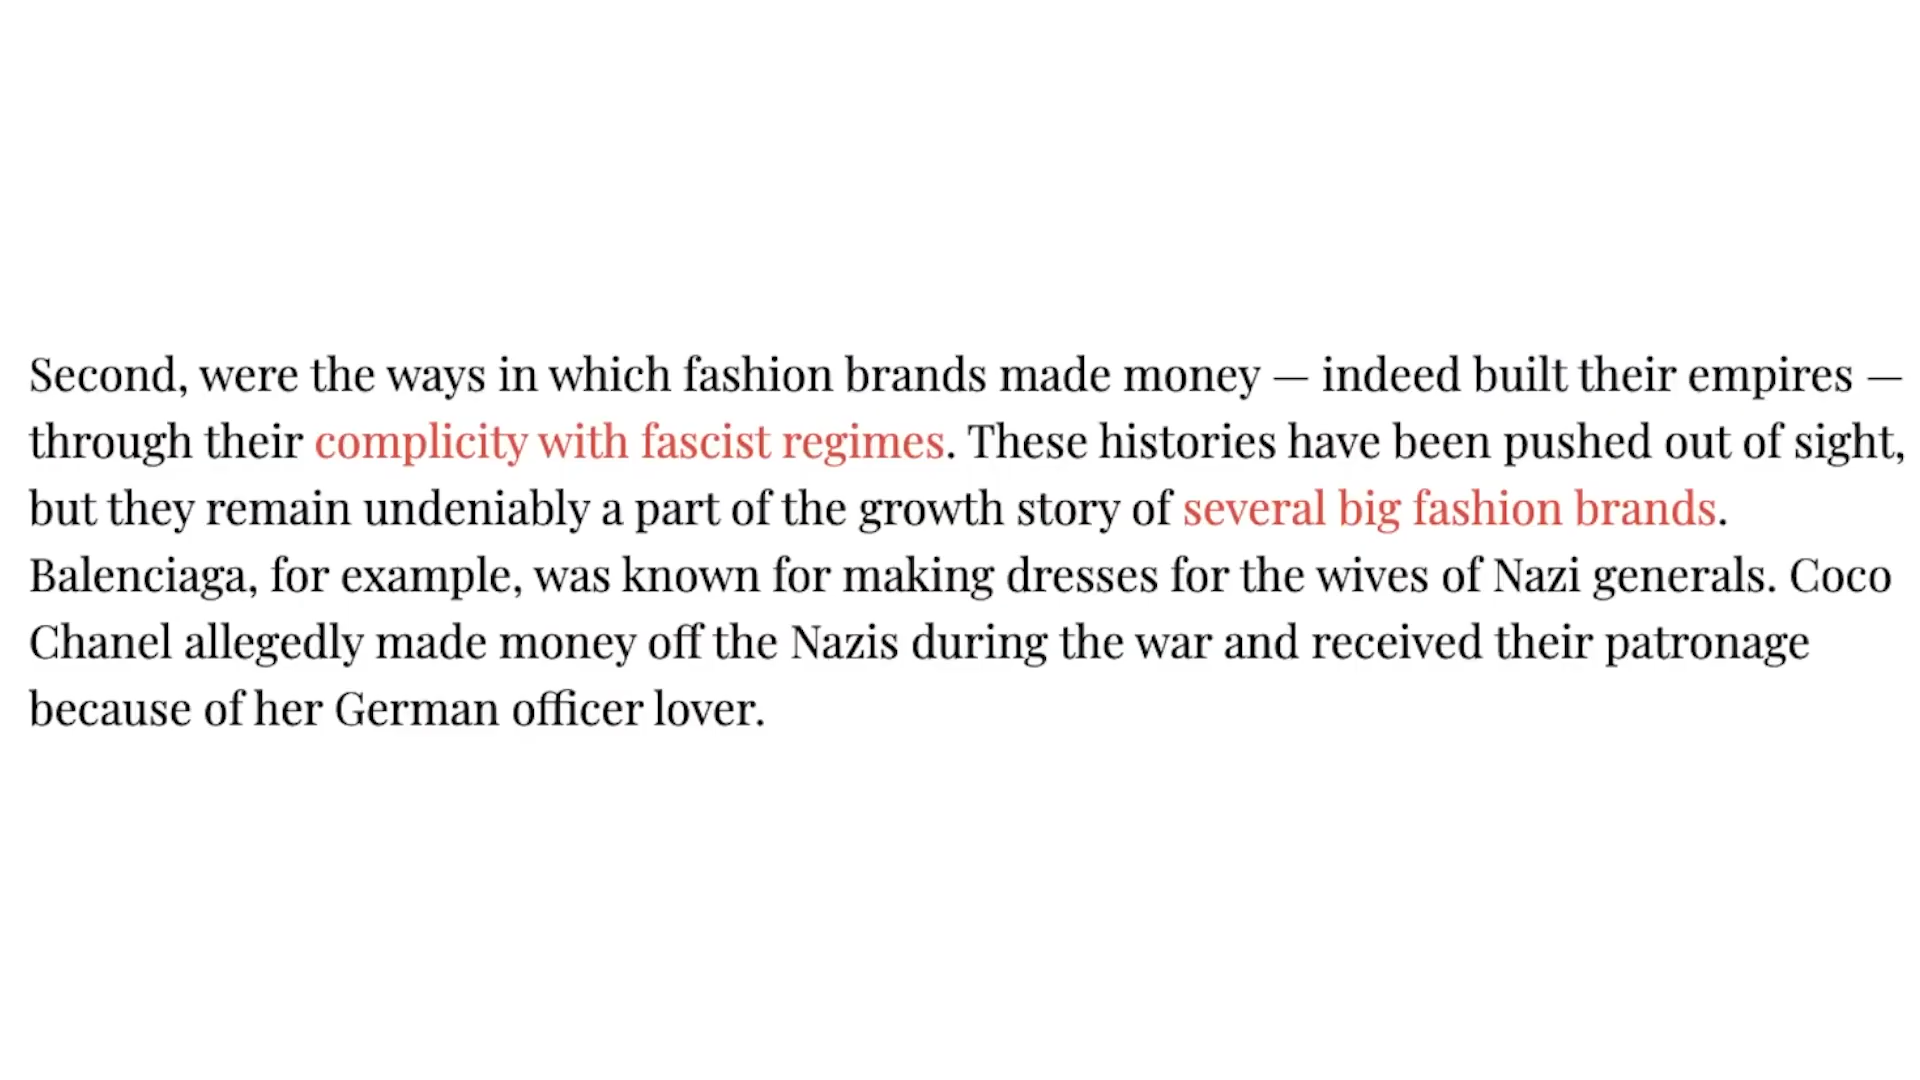 Second, were the ways in which fashion brands made money — indeed built their empires —
through their complicity with fascist regimes. These histories have been pushed out of sight,
but they remain undeniably a part of the growth story of several big fashion brands.
Balenciaga, for example, was known for making dresses for the wives of Nazi generals. Coco
Chanel allegedly made money off the Nazis during the war and received their patronage
because of her German officer lover.